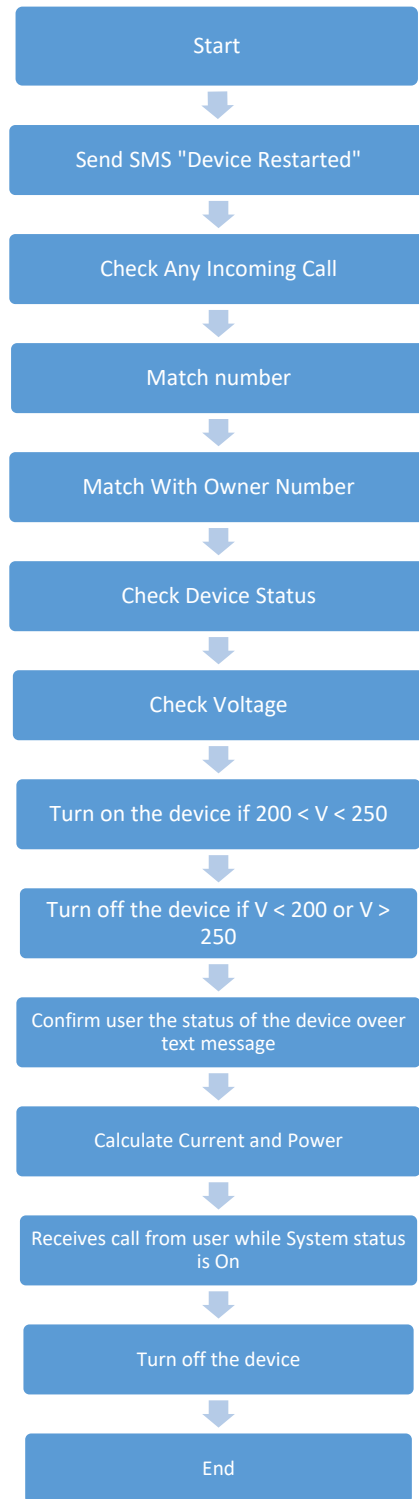 Start
Send SMS "Device Restarted"
Check Any Incoming Call
Match number
Match With Owner Number
Check Device Status
Check Voltage
Turn on the device if 200 < V < 250
Turn off the device if V < 200 or V >
250
Confirm user the status of the device oveer
text message
Calculate Current and Power
Receives call from user while System status
is On
Turn off the device
End